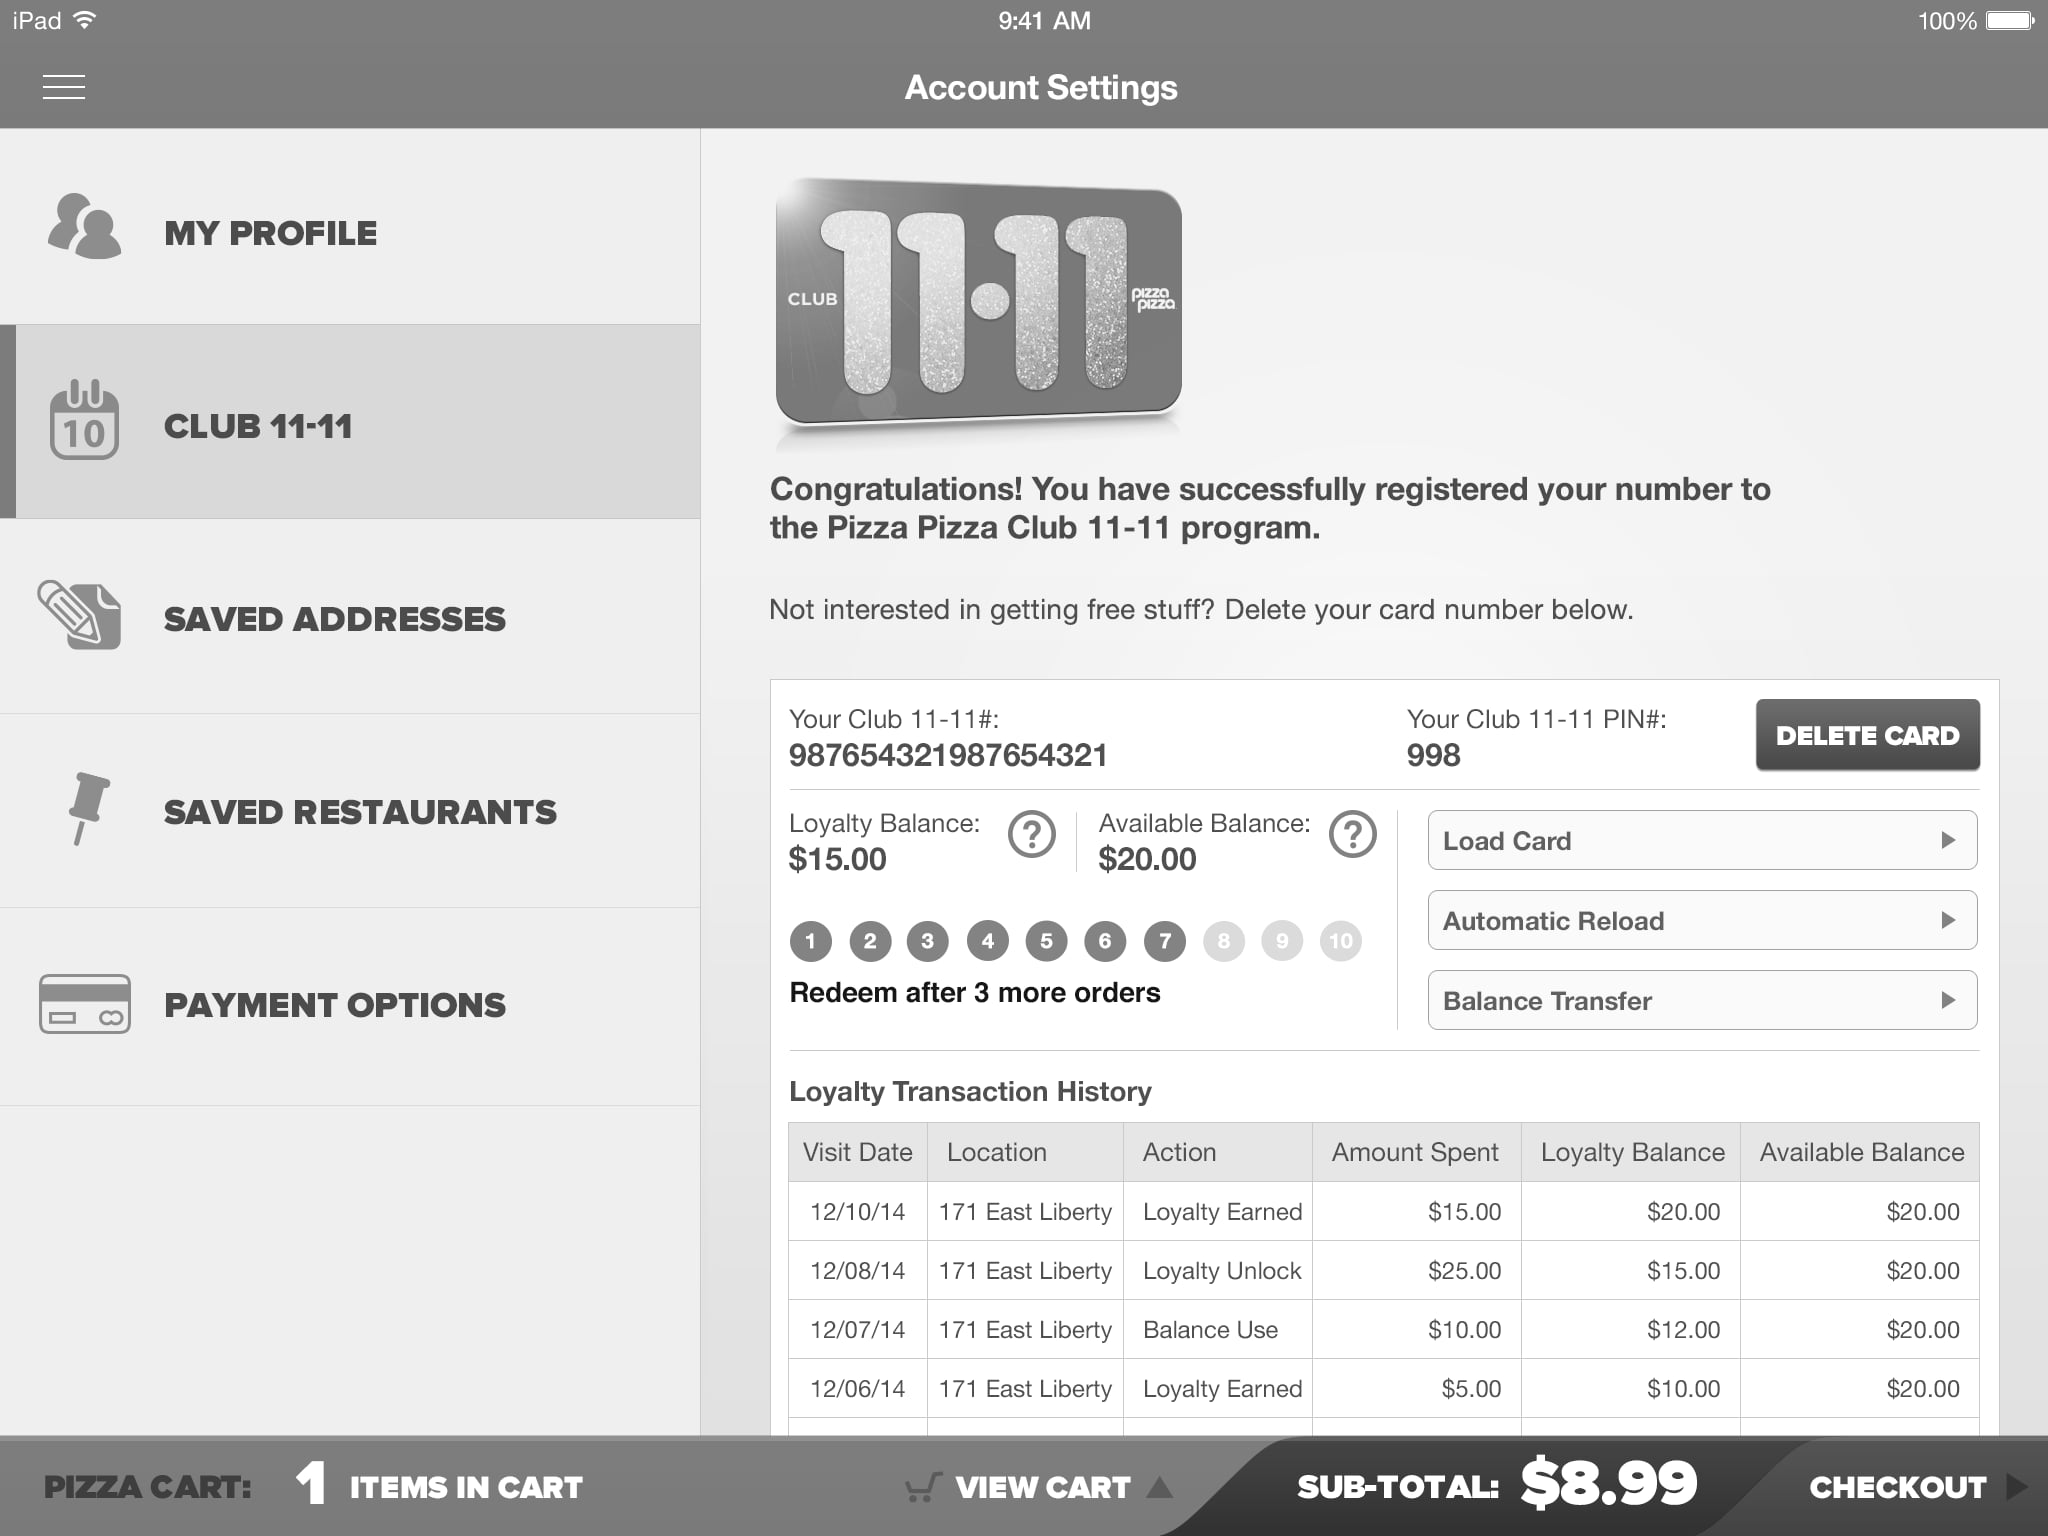 iPad
9:41 AM
100%
Account Settings
MY PROFILE
10
CLUB 11-11
SAVED ADDRESSES
SAVED RESTAURANTS
PAYMENT OPTIONS
CLUB
11·11
pizza
pizza
Congratulations! You have successfully registered your number to
the Pizza Pizza Club 11-11 program.
Not interested in getting free stuff? Delete your card number below.
Your Club 11-11#:
987654321987654321
Your Club 11-11 PIN#:
998
DELETE CARD
Loyalty Balance:
$15.00
?
Available Balance:
$20.00
?
1 2 3 4 5 6 7 8 9 10
Redeem after 3 more orders
Load Card
Automatic Reload
Balance Transfer
Loyalty Transaction History
Visit Date Location Action Amount Spent Loyalty Balance Available Balance
12/10/14 171 East Liberty Loyalty Earned $15.00 $20.00 $20.00
12/08/14 171 East Liberty Loyalty Unlock $25.00 $15.00 $20.00
12/07/14 171 East Liberty Balance Use $10.00 $12.00 $20.00
12/06/14 171 East Liberty Loyalty Earned $5.00 $10.00 $20.00
PIZZA CART: 1 ITEMS IN CART
VIEW CART
SUB-TOTAL: $8.99
CHECKOUT